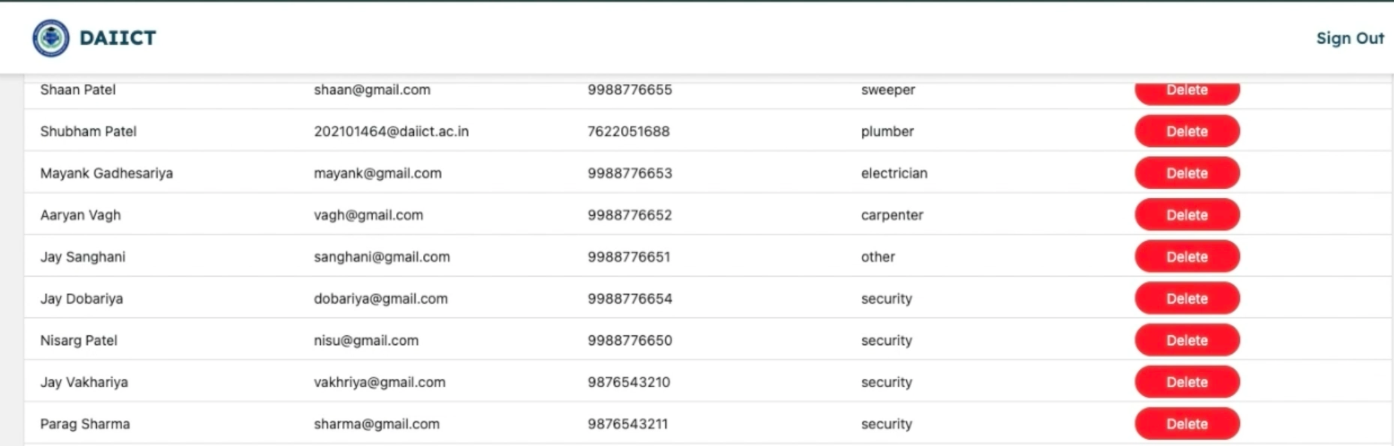 DAIICT Sign Out
Shaan Patel shaan@gmail.com 9988776655 sweeper Delete
Shubham Patel 202101464@daiict.ac.in 7622051688 plumber Delete
Mayank Gadhesariya mayank@gmail.com 9988776653 electrician Delete
Aaryan Vagh vagh@gmail.com 9988776652 carpenter Delete
Jay Sanghani sanghani@gmail.com 9988776651 other Delete
Jay Dobariya dobariya@gmail.com 9988776654 security Delete
Nisarg Patel nisu@gmail.com 9988776650 security Delete
Jay Vakhariya vakhriya@gmail.com 9876543210 security Delete
Parag Sharma sharma@gmail.com 9876543211 security Delete